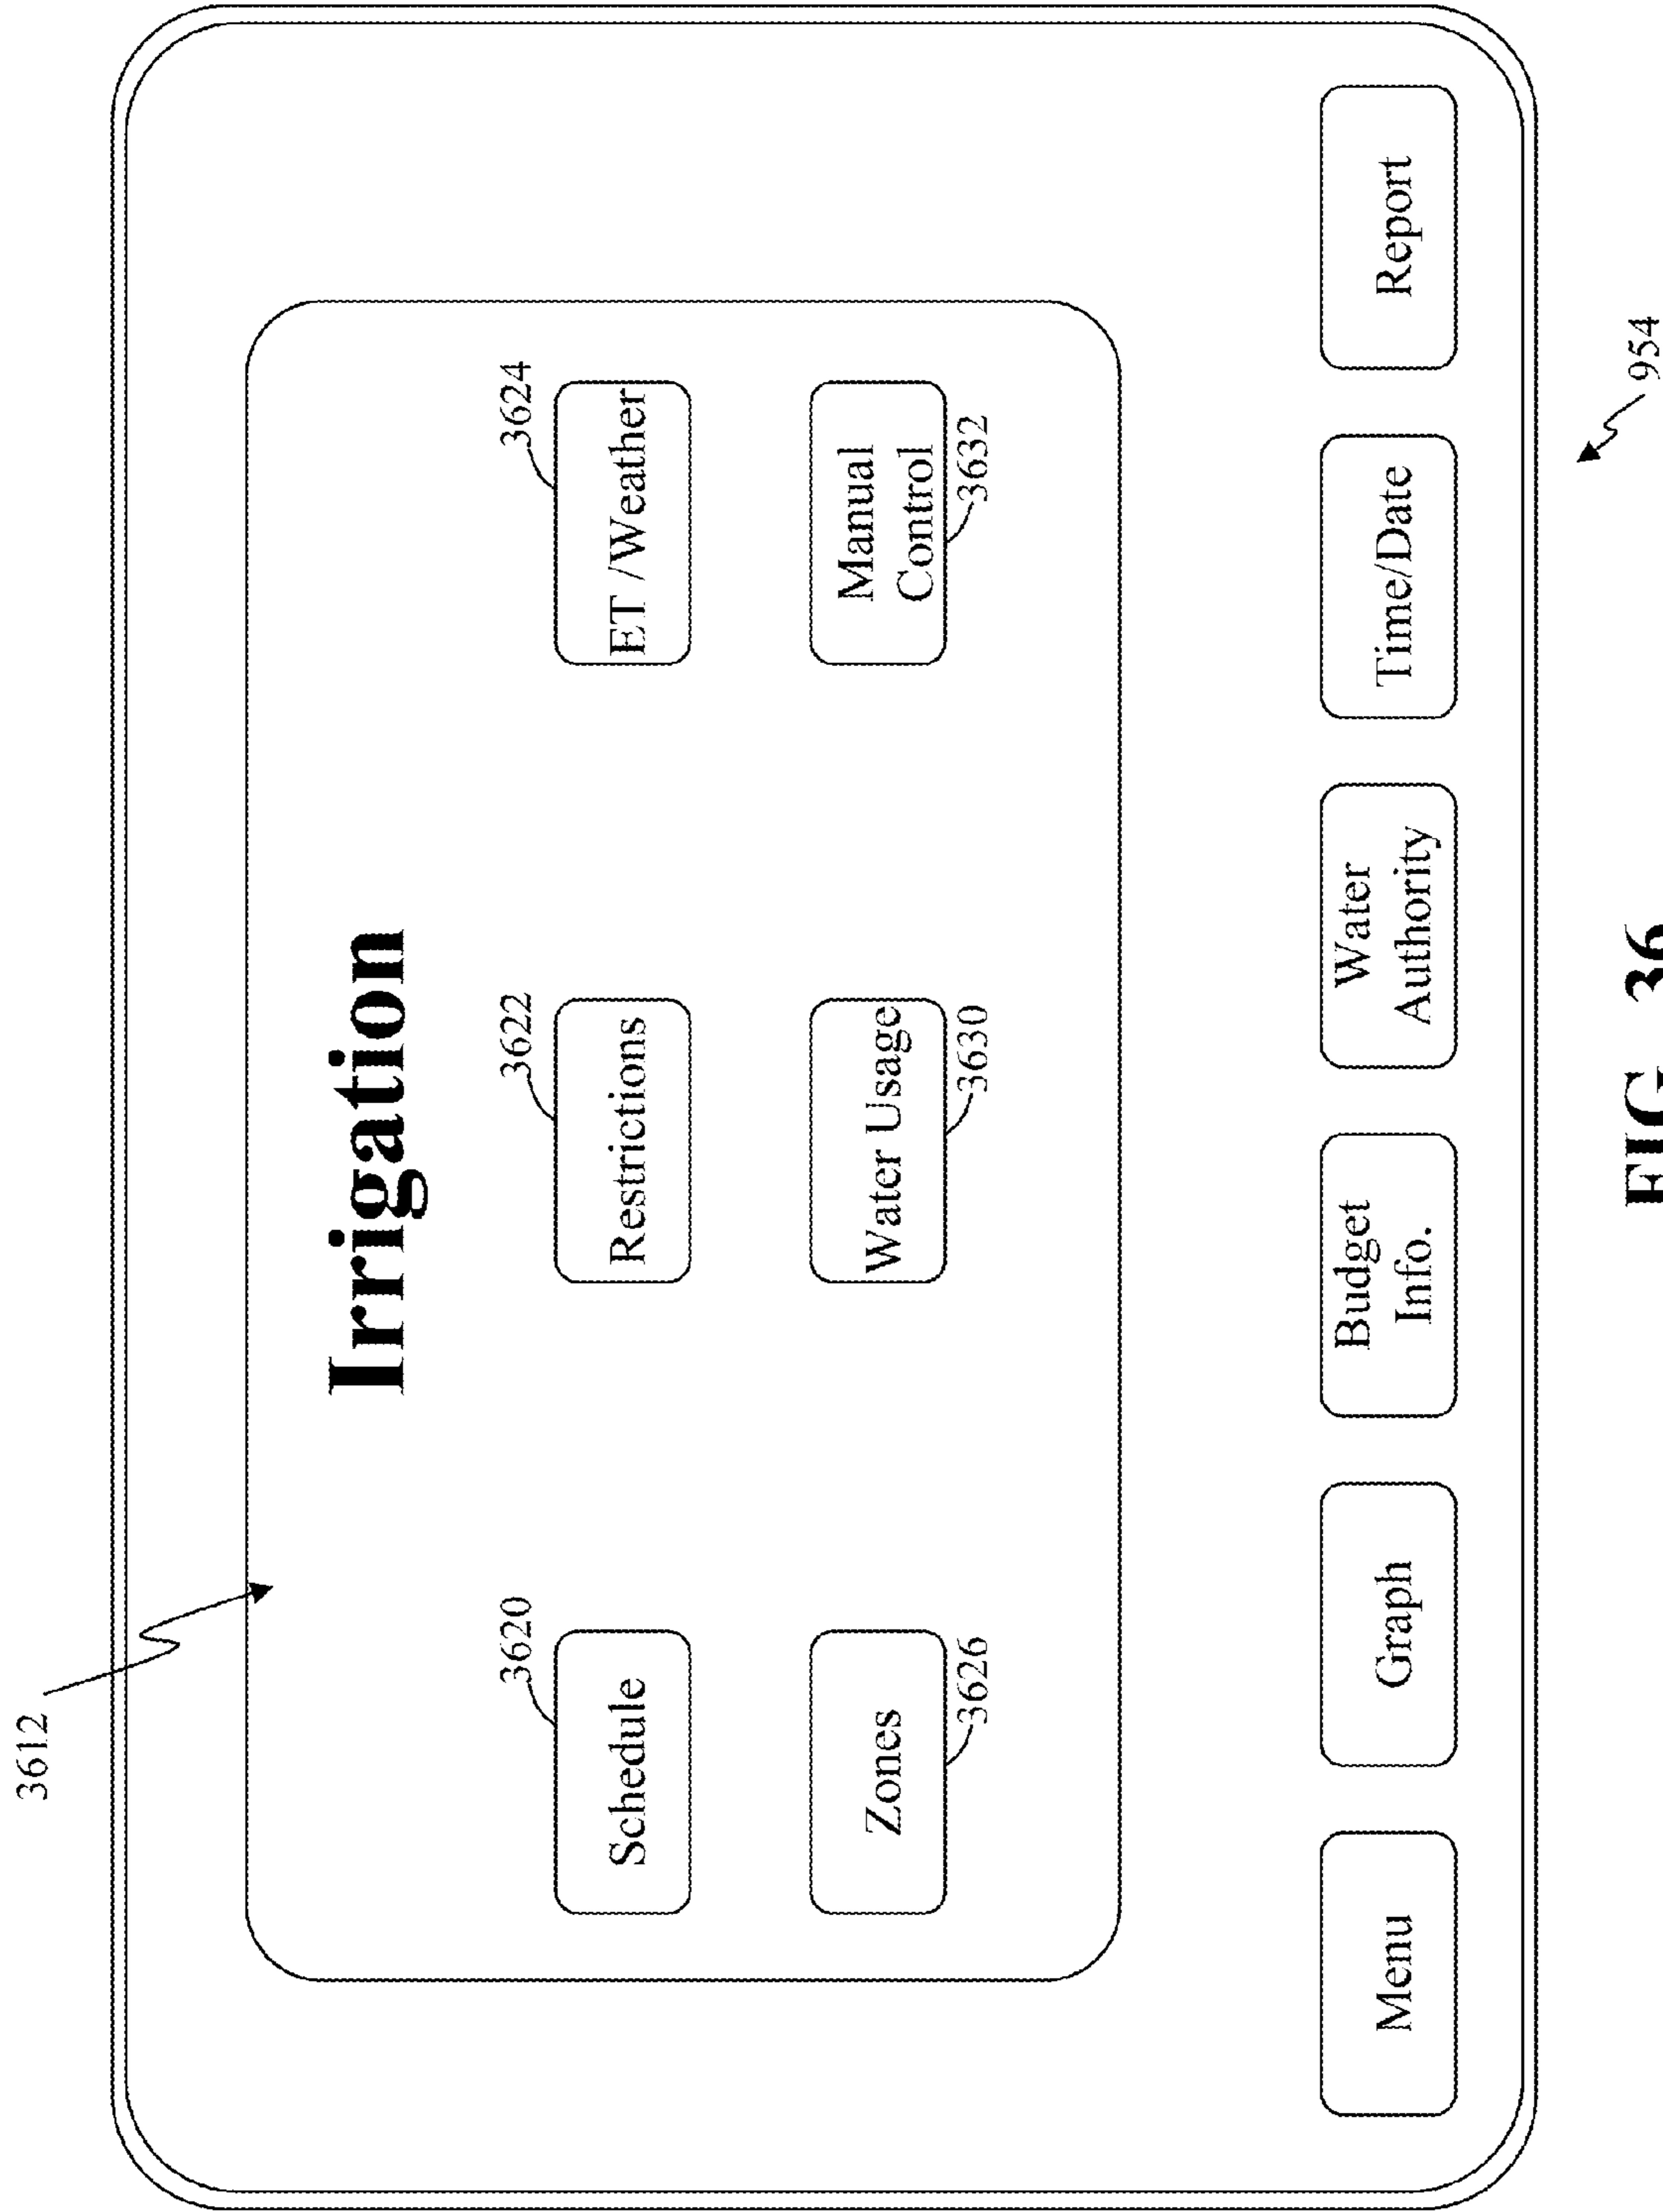 3612
Irrigation
3620
3622
3624
Schedule
Restrictions
ET /Weather
Zones
Water Usage
Manual
Control
3626
3630
3632
Menu
Graph
Budget
Info.
Water
Authority
Time/Date
Report
954
FIG. 36